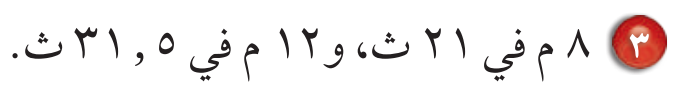 ٣ ٨ م في ٢١ ث، و١٢ م في ٣١,٥ ث.